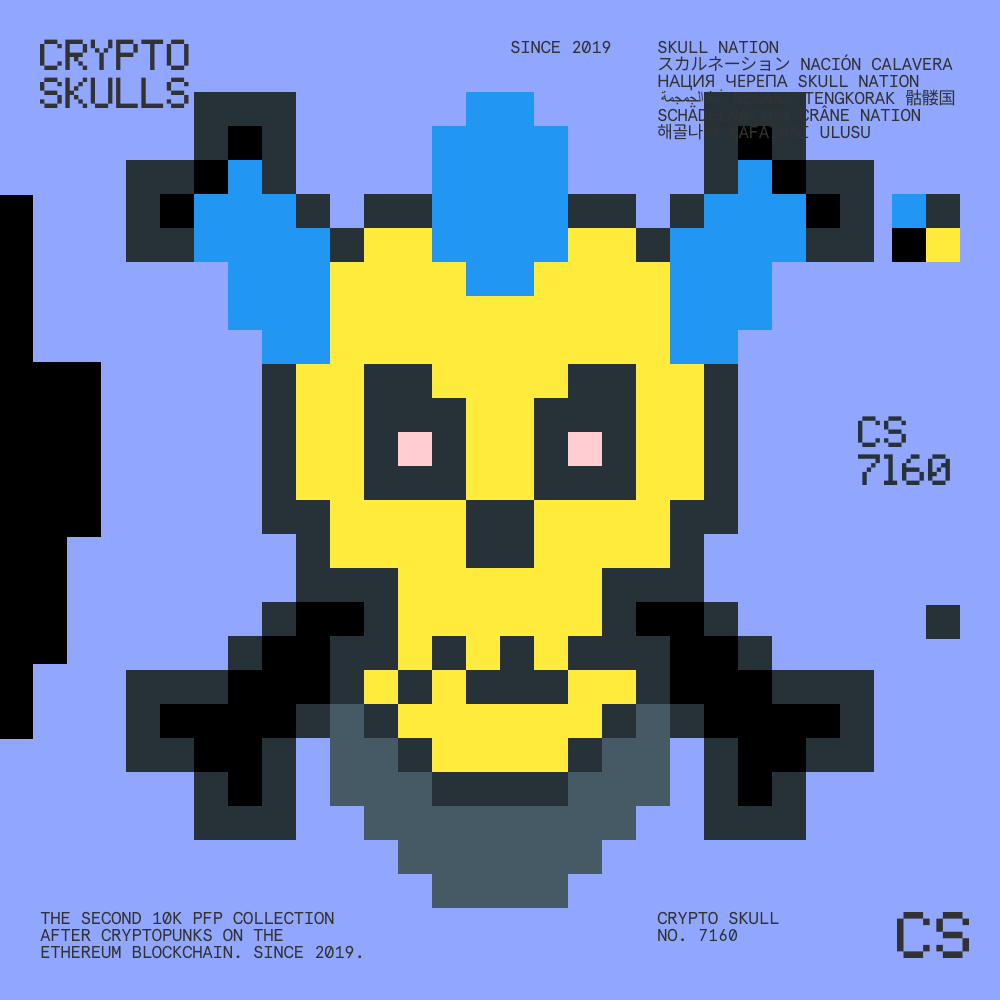 CRYPTO
SKULLS
SINCE 2019
SKULL NATION
スカルネーション NACIÓN CALAVERA
НАЦИЯ ЧЕРЕПА SKULL NATION
TENGKORAK 骷髅国
CRÂNE NATION
ULUSU
CS
7160
THE SECOND 10K PFP COLLECTION
AFTER CRYPTOPUNKS ON THE
ETHEREUM BLOCKCHAIN. SINCE 2019.
CRYPTO SKULL
NO. 7160
CS